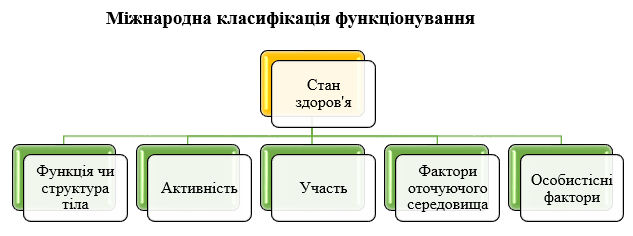 Міжнародна класифікація функціонування
Стан
здоров'я
Функція чи
структура
тіла
Активність
Участь
Фактори
оточуючого
середовища
Особистісні
фактори